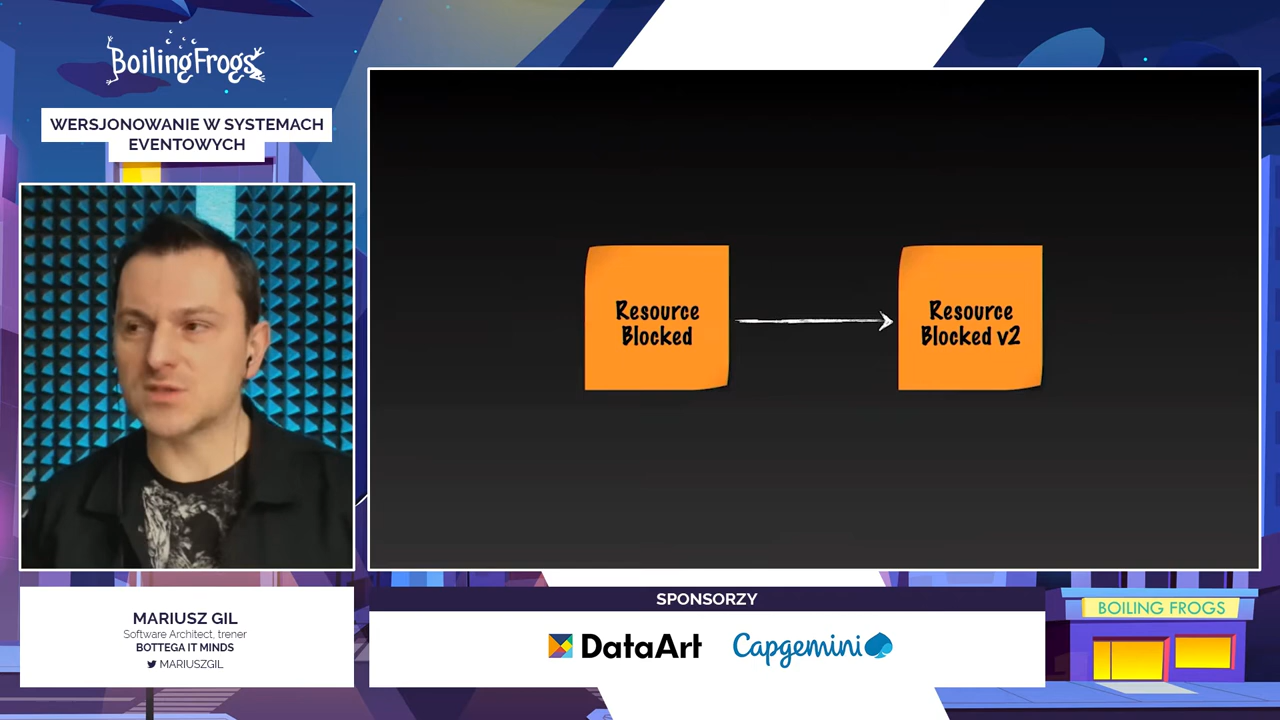 BoilingFrogs
WERSJONOWANIE W SYSTEMACH
EVENTOWYCH
Resource
Blocked
Resource
Blocked v2
MARIUSZ GIL
Software Architect, trener
BOTTEGA IT MINDS
MARIUSZGIL
SPONSORZY
DataArt
Capgemini
BOILING FROGS